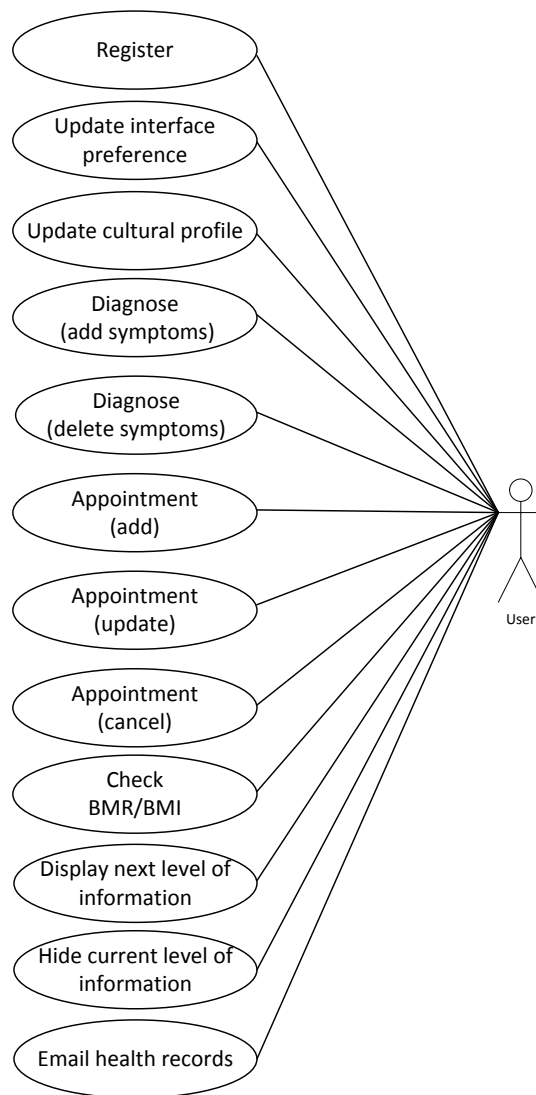 Register
Update interface
preference
Update cultural profile
Diagnose
(add symptoms)
Diagnose
(delete symptoms)
Appointment
(add)
Appointment
(update)
Appointment
(cancel)
Check
BMR/BMI
Display next level of
information
Hide current level of
information
Email health records
User